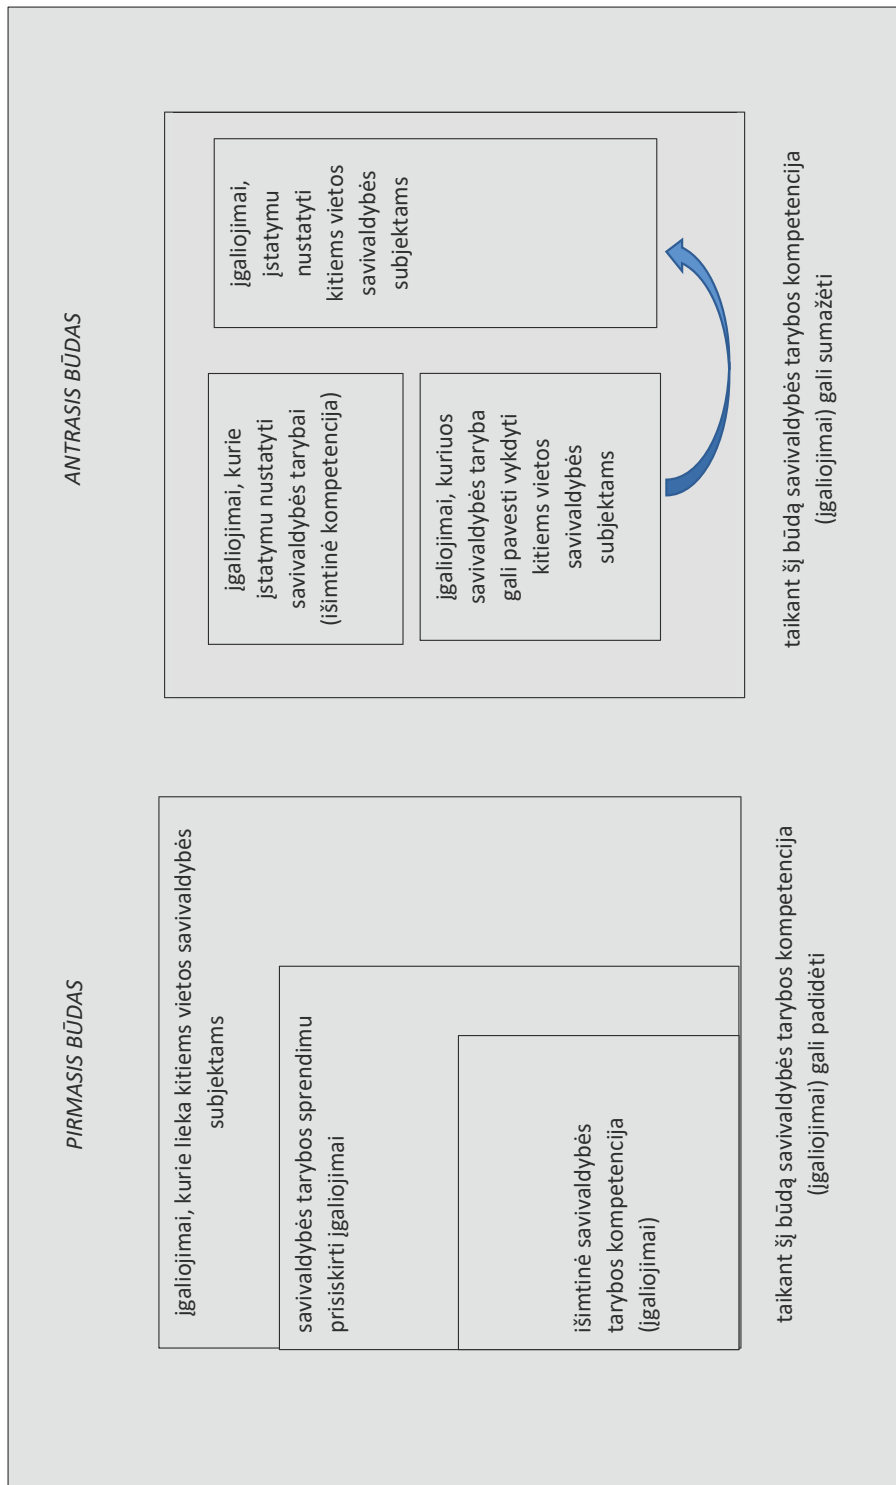 PIRMASIS BŪDAS
įgaliojimai, kurie lieka kitiems vietos savivaldybės
subjektams
savivaldybės tarybos sprendimu
prisiskirti įgaliojimai
išimtinė savivaldybės
tarybos kompetencija
(įgaliojimai)
taikant šį būdą savivaldybės tarybos kompetencija
(įgaliojimai) gali padidėti
ANTRASIS BŪDAS
įgaliojimai, kurie
įstatymu nustatyti
savivaldybės tarybai
(išimtinė kompetencija)
įgaliojimai, kuriuos
savivaldybės taryba
gali pavesti vykdyti
kitiems vietos
savivaldybės
subjektams
įgaliojimai,
įstatymu
nustatyti
kitiems vietos
savivaldybės
subjektams
taikant šį būdą savivaldybės tarybos kompetencija
(įgaliojimai) gali sumažėti